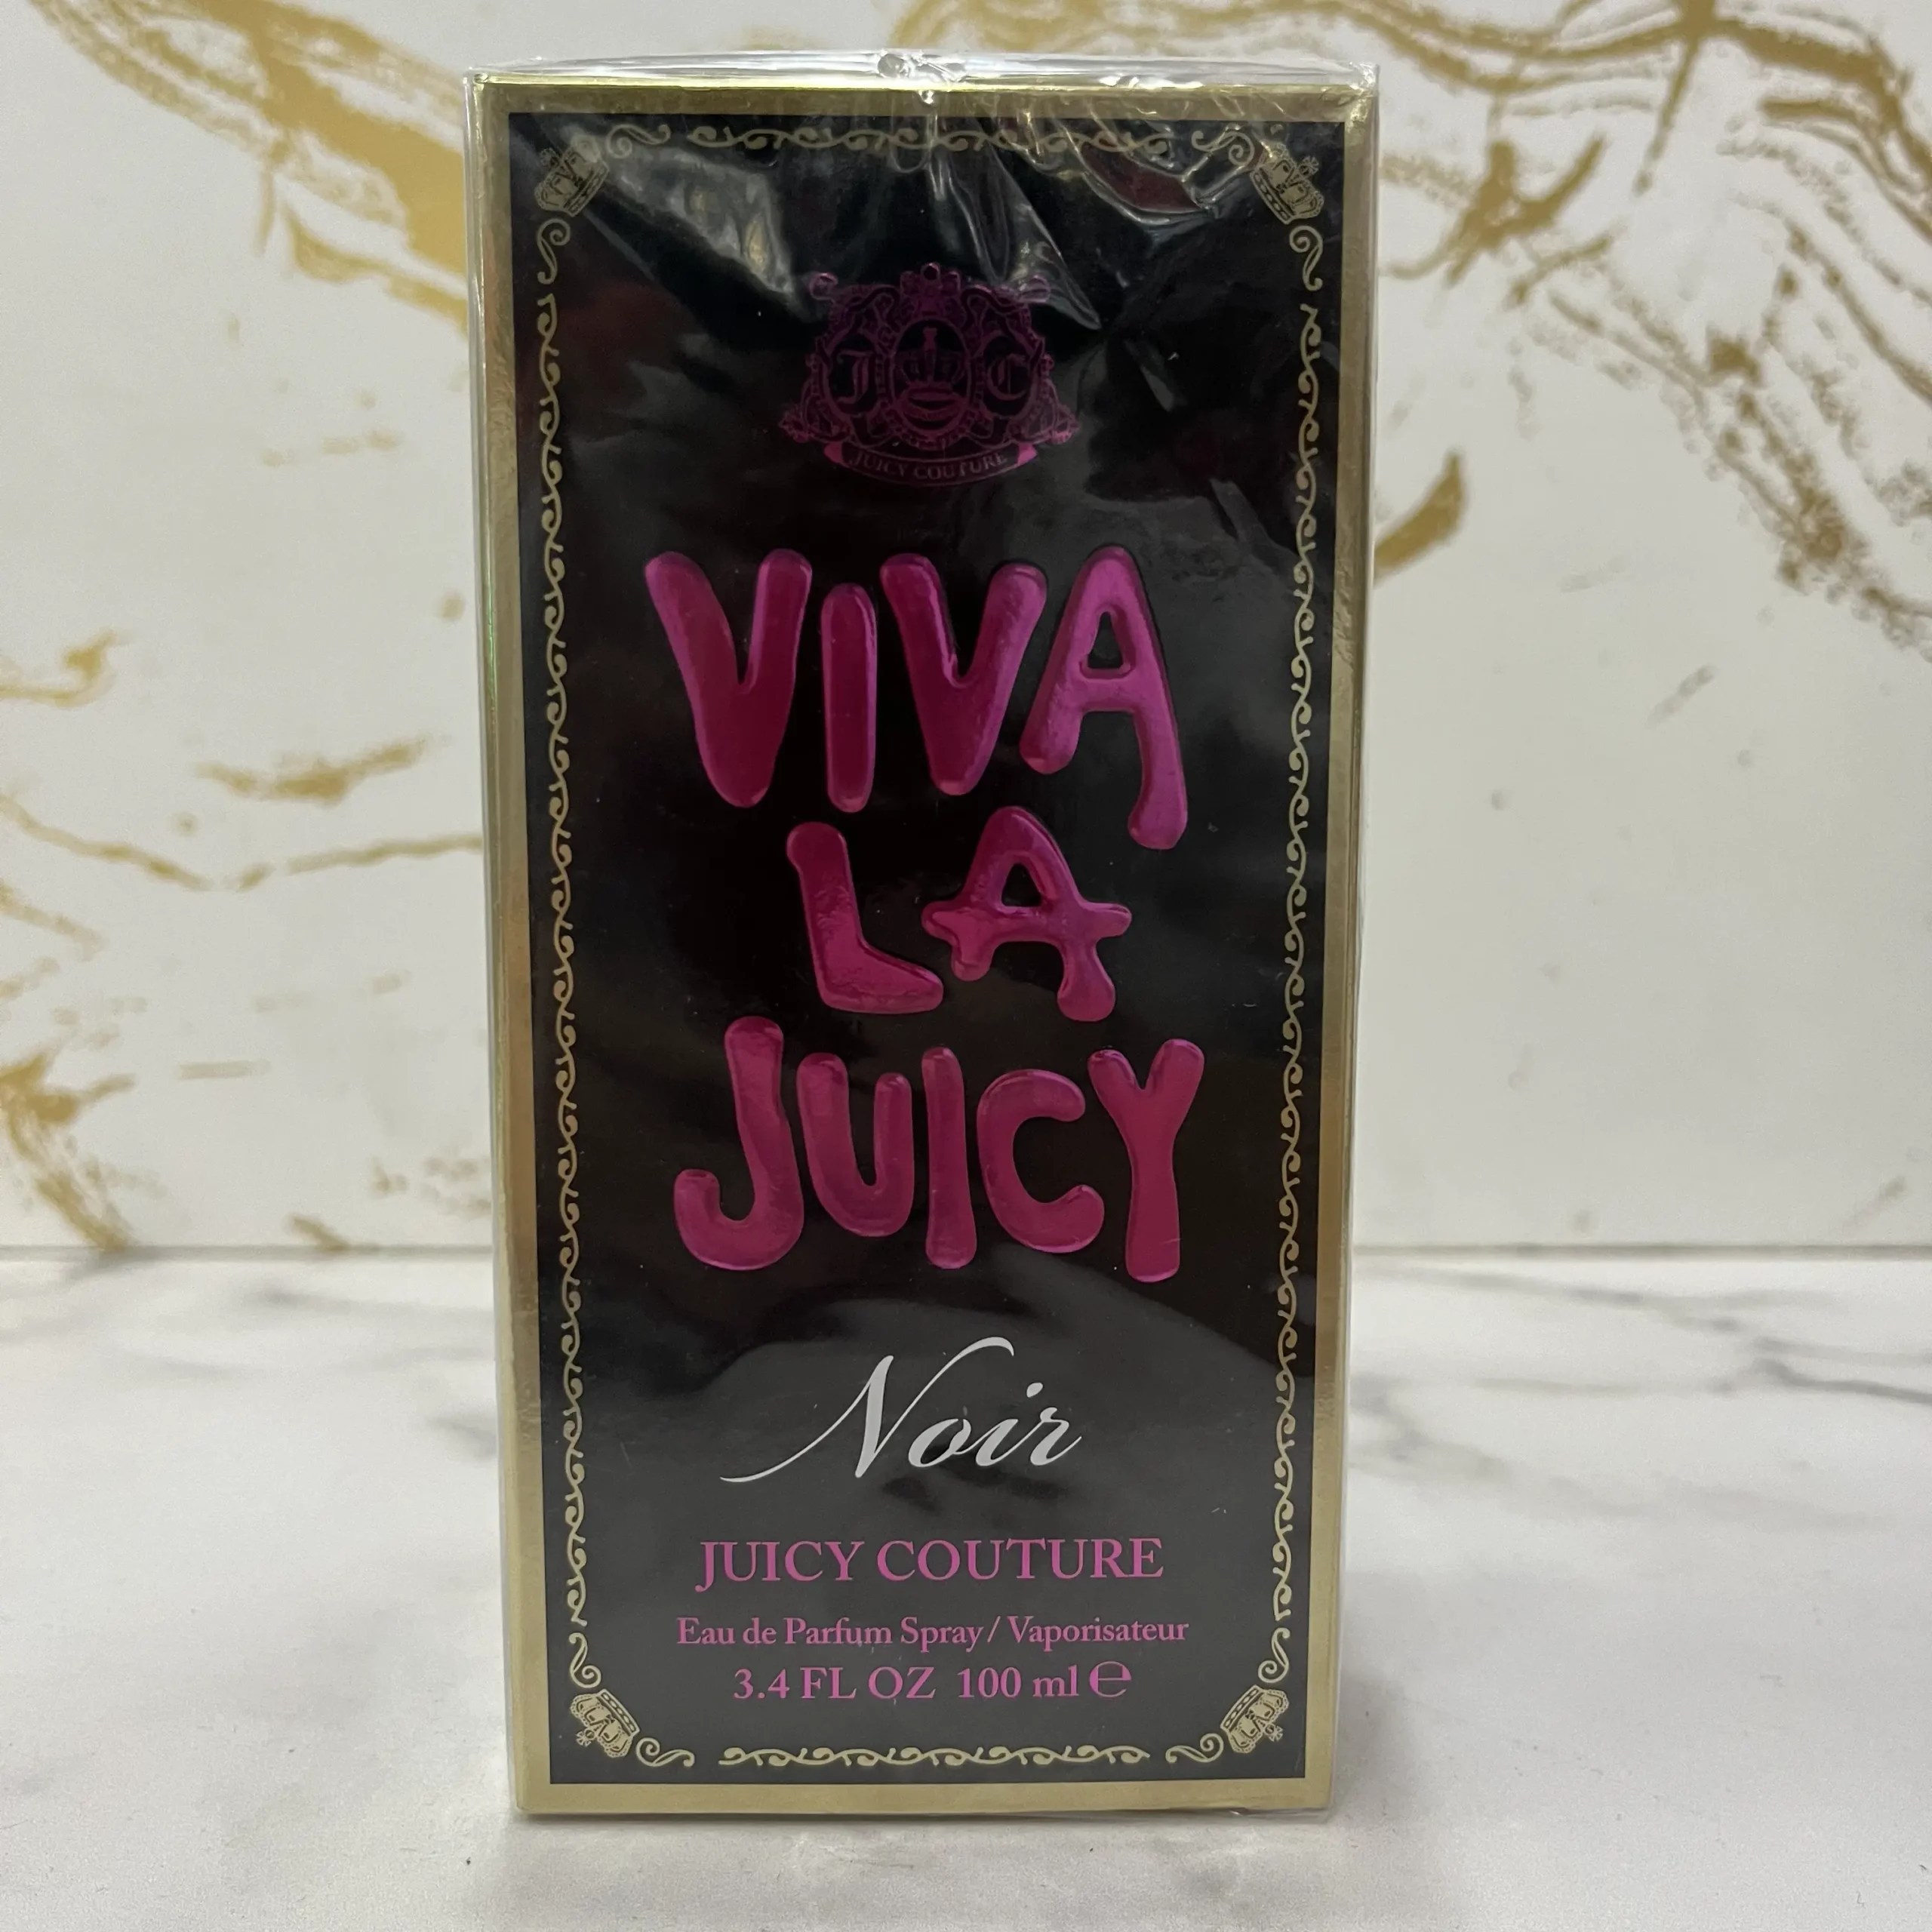 J C
JUICY COUTURE
VIVA
LA
JUICY
Noir
JUICY COUTURE
Eau de Parfum Spray / Vaporisateur
3.4 FL OZ 100 ml ℮